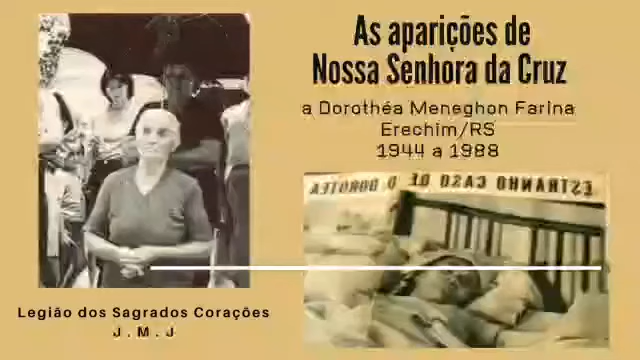 As aparições de
Nossa Senhora da Cruz
a Dorothéa Meneghon Farina
Erechim/RS
1944 a 1988
ESTRANHO CASO DE D. DOROTEA
Legião dos Sagrados Corações
J . M . J